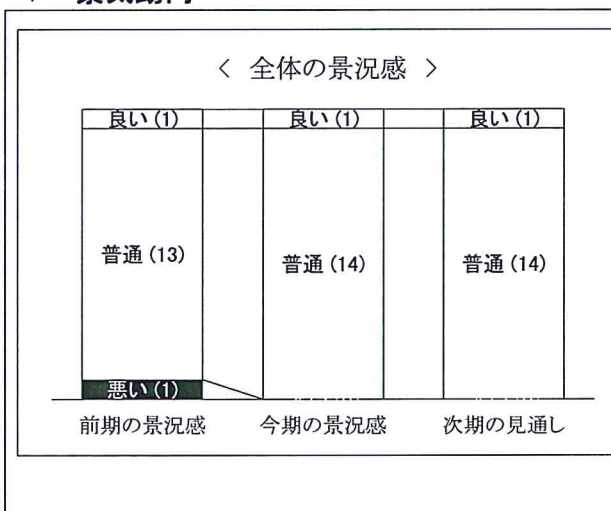 < 全体の景況感 >
良い(1) 良い(1) 良い(1)
普通(13) 普通(14) 普通(14)
悪い(1)
前期の景況感 今期の景況感 次期の見通し